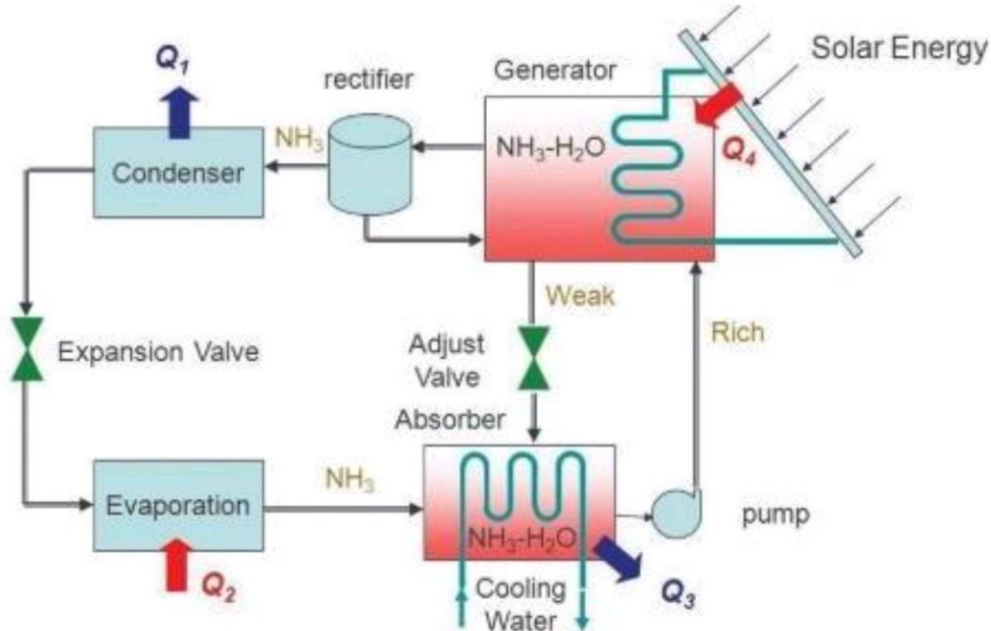 Solar Energy
Q1
rectifier
Generator
NH3
NH3-H2O
Q4
Condenser
Weak
Rich
Expansion Valve
Adjust
Valve
Absorber
NH3
Evaporation
pump
NH3-H2O
Q2
Cooling
Water
Q3